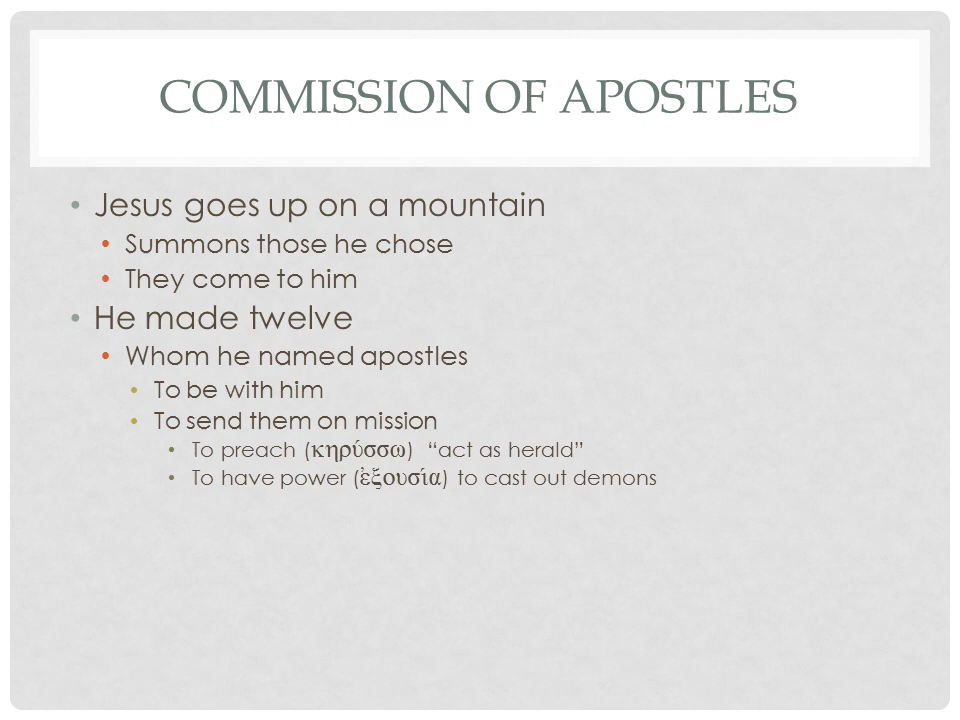 COMMISSION OF APOSTLES
• Jesus goes up on a mountain
• Summons those he chose
• They come to him
• He made twelve
• Whom he named apostles
• To be with him
• To send them on mission
• To preach (κηρύσσω) “act as herald”
• To have power (ἐξουσία) to cast out demons